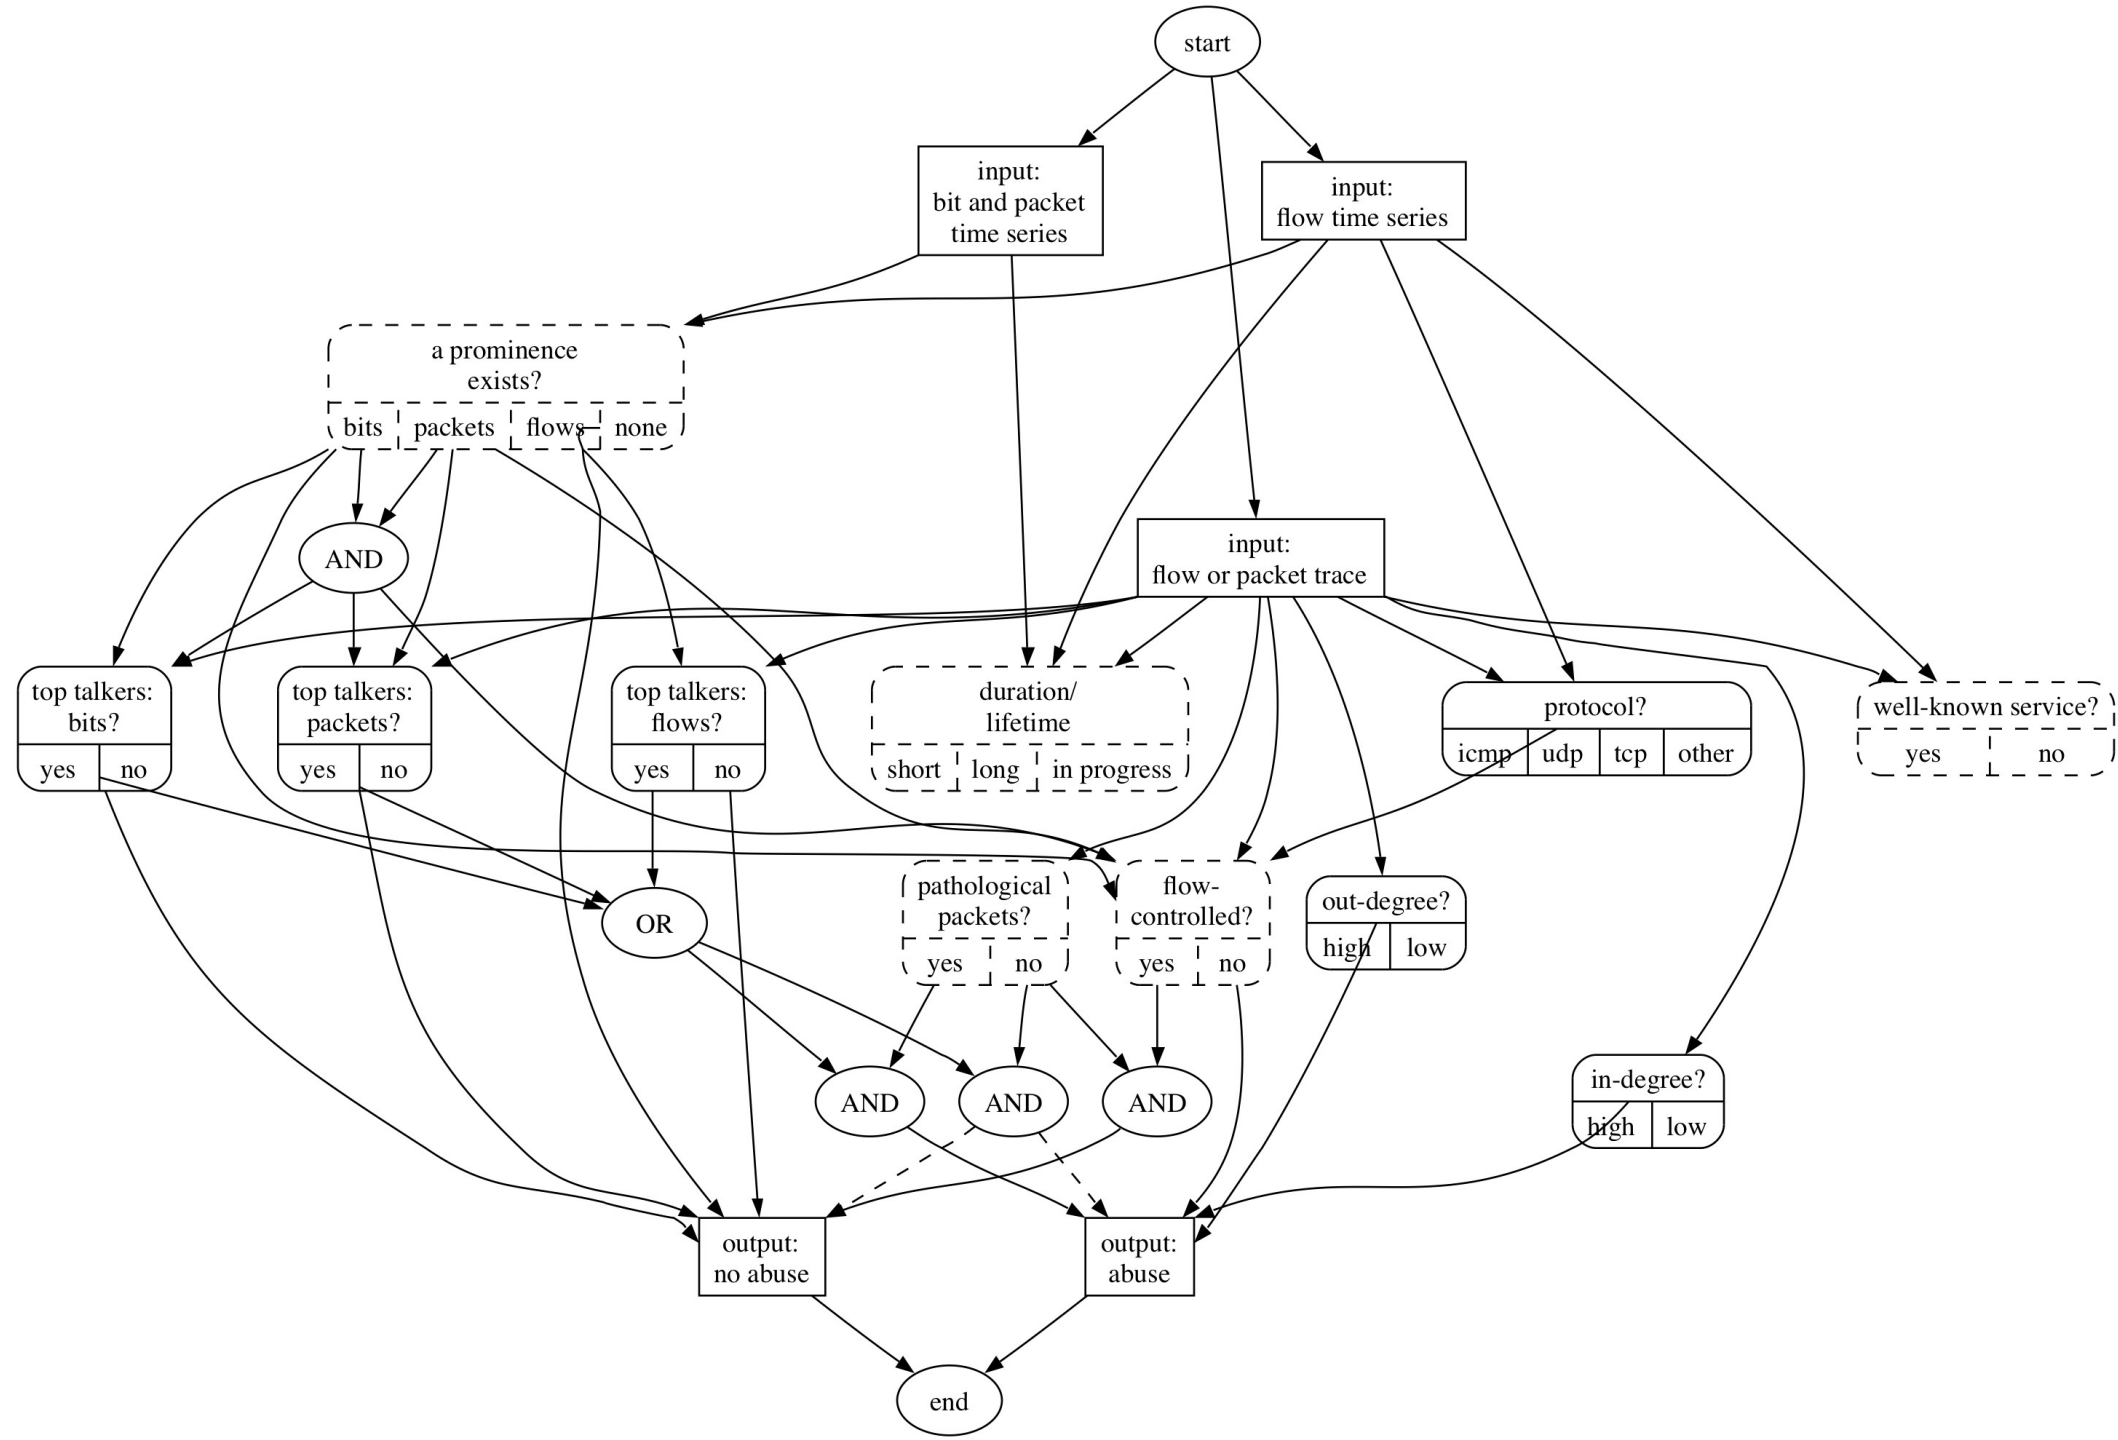 start
input:
bit and packet
time series
input:
flow time series
a prominence
exists?
bits
packets
flows
none
AND
input:
flow or packet trace
top talkers:
bits?
yes
no
top talkers:
packets?
yes
no
top talkers:
flows?
yes
no
duration/
lifetime
short
long
in progress
protocol?
icmp
udp
tcp
other
well-known service?
yes
no
OR
pathological
packets?
yes
no
flow-
controlled?
yes
no
out-degree?
high
low
AND
AND
AND
in-degree?
high
low
output:
no abuse
output:
abuse
end